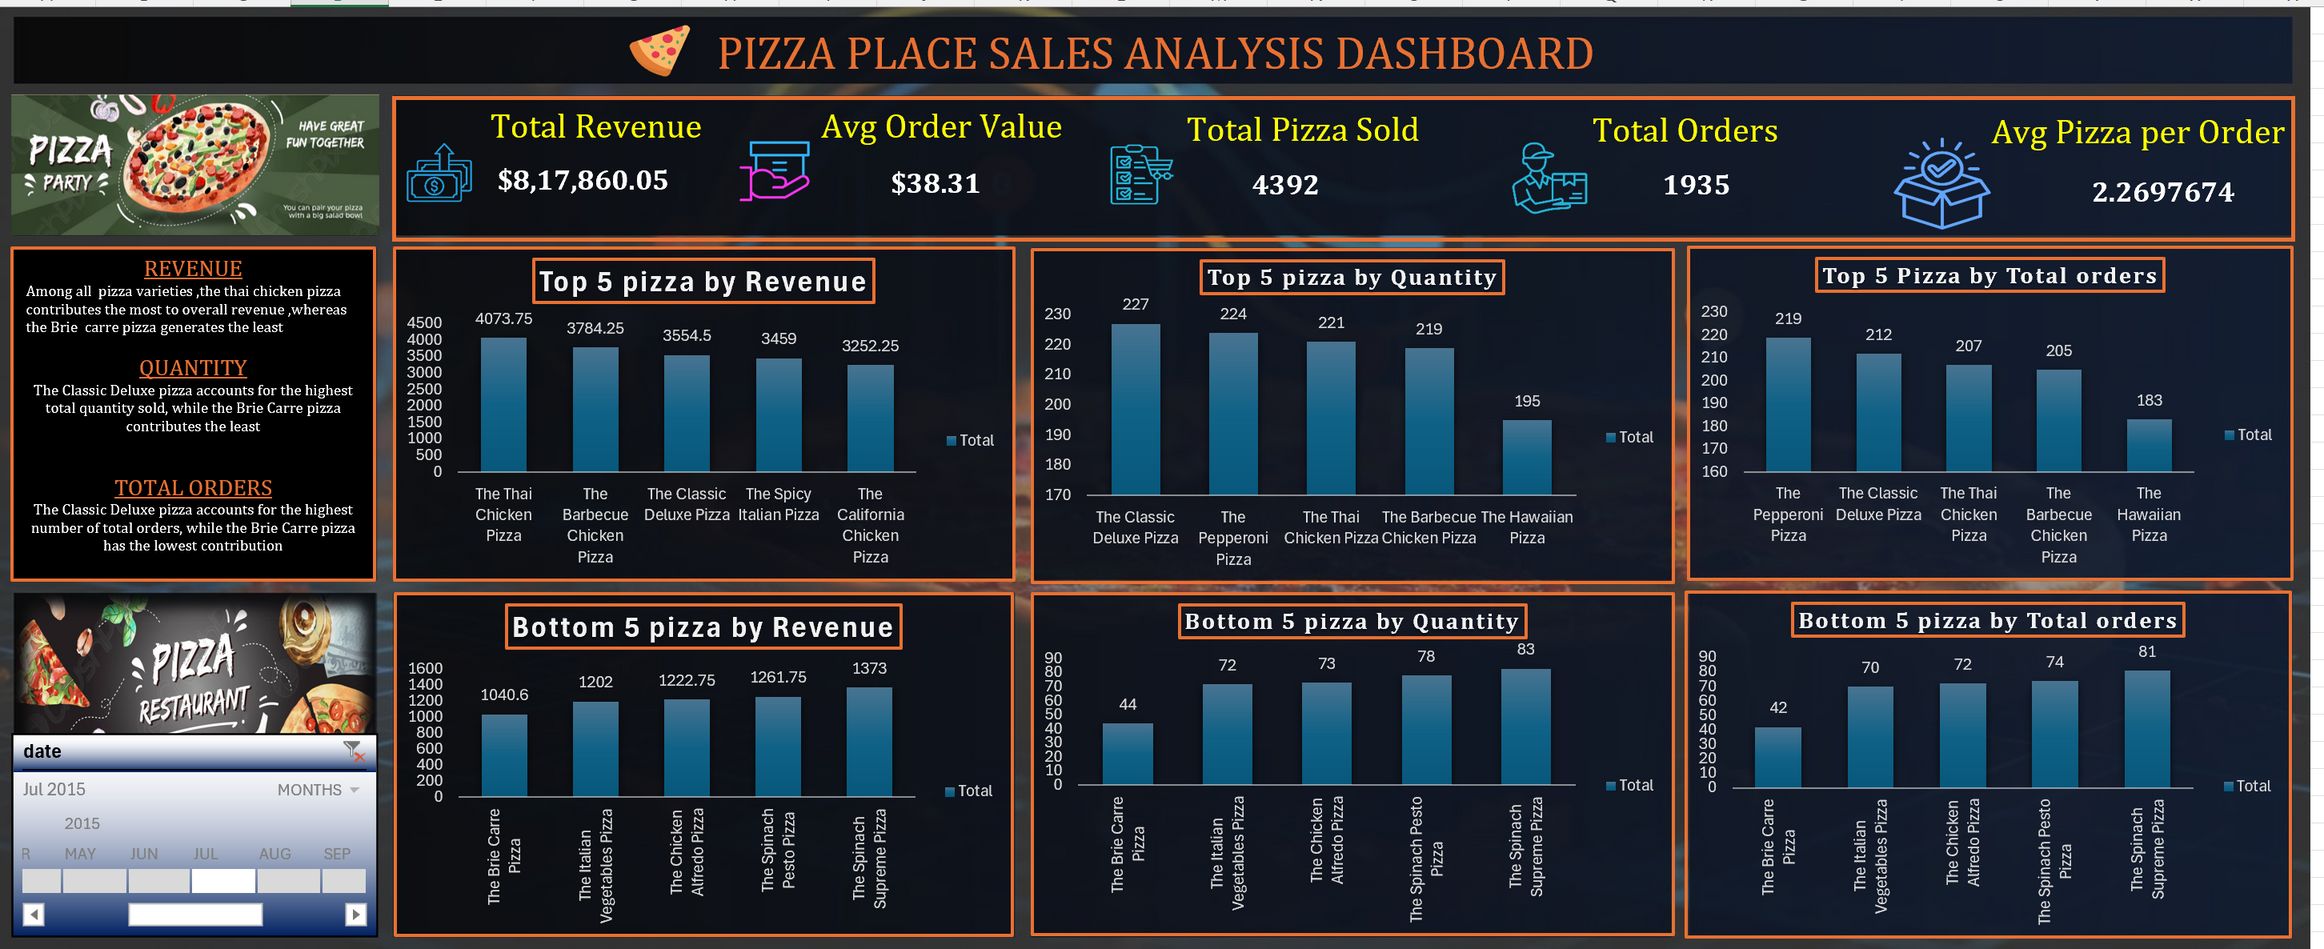 PIZZA PLACE SALES ANALYSIS DASHBOARD
PIZZA
PARTY
HAVE GREAT
FUN TOGETHER
You can pair your pizza
with a big salad bowl
Total Revenue
$8,17,860.05
Avg Order Value
$38.31
Total Pizza Sold
4392
Total Orders
1935
Avg Pizza per Order
2.2697674
REVENUE
Among all pizza varieties ,the thai chicken pizza
contributes the most to overall revenue ,whereas
the Brie carre pizza generates the least
QUANTITY
The Classic Deluxe pizza accounts for the highest
total quantity sold, while the Brie Carre pizza
contributes the least
TOTAL ORDERS
The Classic Deluxe pizza accounts for the highest
number of total orders, while the Brie Carre pizza
has the lowest contribution
Top 5 pizza by Revenue
4500
4000
3500
3000
2500
2000
1500
1000
500
0
4073.75
3784.25
3554.5
3459
3252.25
The Thai
Chicken
Pizza
The
Barbecue
Chicken
Pizza
The Classic
Deluxe Pizza
The Spicy
Italian Pizza
The
California
Chicken
Pizza
Total
Top 5 pizza by Quantity
230
220
210
200
190
180
170
227
224
221
219
195
The Classic
Deluxe Pizza
The
Pepperoni
Pizza
The Thai
Chicken Pizza
The Barbecue
Chicken Pizza
The Hawaiian
Pizza
Total
Top 5 Pizza by Total orders
230
220
210
200
190
180
170
160
219
212
207
205
183
The
Pepperoni
Pizza
The Classic
Deluxe Pizza
The Thai
Chicken
Pizza
The
Barbecue
Chicken
Pizza
The
Hawaiian
Pizza
Total
PIZZA
RESTAURANT
date
Jul 2015
MONTHS
2015
R
MAY
JUN
JUL
AUG
SEP
Bottom 5 pizza by Revenue
1600
1400
1200
1000
800
600
400
200
0
1040.6
1202
1222.75
1261.75
1373
The Brie Carre
Pizza
The Italian
Vegetables Pizza
The Chicken
Alfredo Pizza
The Spinach
Pesto Pizza
The Spinach
Supreme Pizza
Total
Bottom 5 pizza by Quantity
90
80
70
60
50
40
30
20
10
0
44
72
73
78
83
The Brie Carre
Pizza
The Italian
Vegetables Pizza
The Chicken
Alfredo Pizza
The Spinach Pesto
Pizza
The Spinach
Supreme Pizza
Total
Bottom 5 pizza by Total orders
90
80
70
60
50
40
30
20
10
0
42
70
72
74
81
The Brie Carre
Pizza
The Italian
Vegetables Pizza
The Chicken
Alfredo Pizza
The Spinach Pesto
Pizza
The Spinach
Supreme Pizza
Total